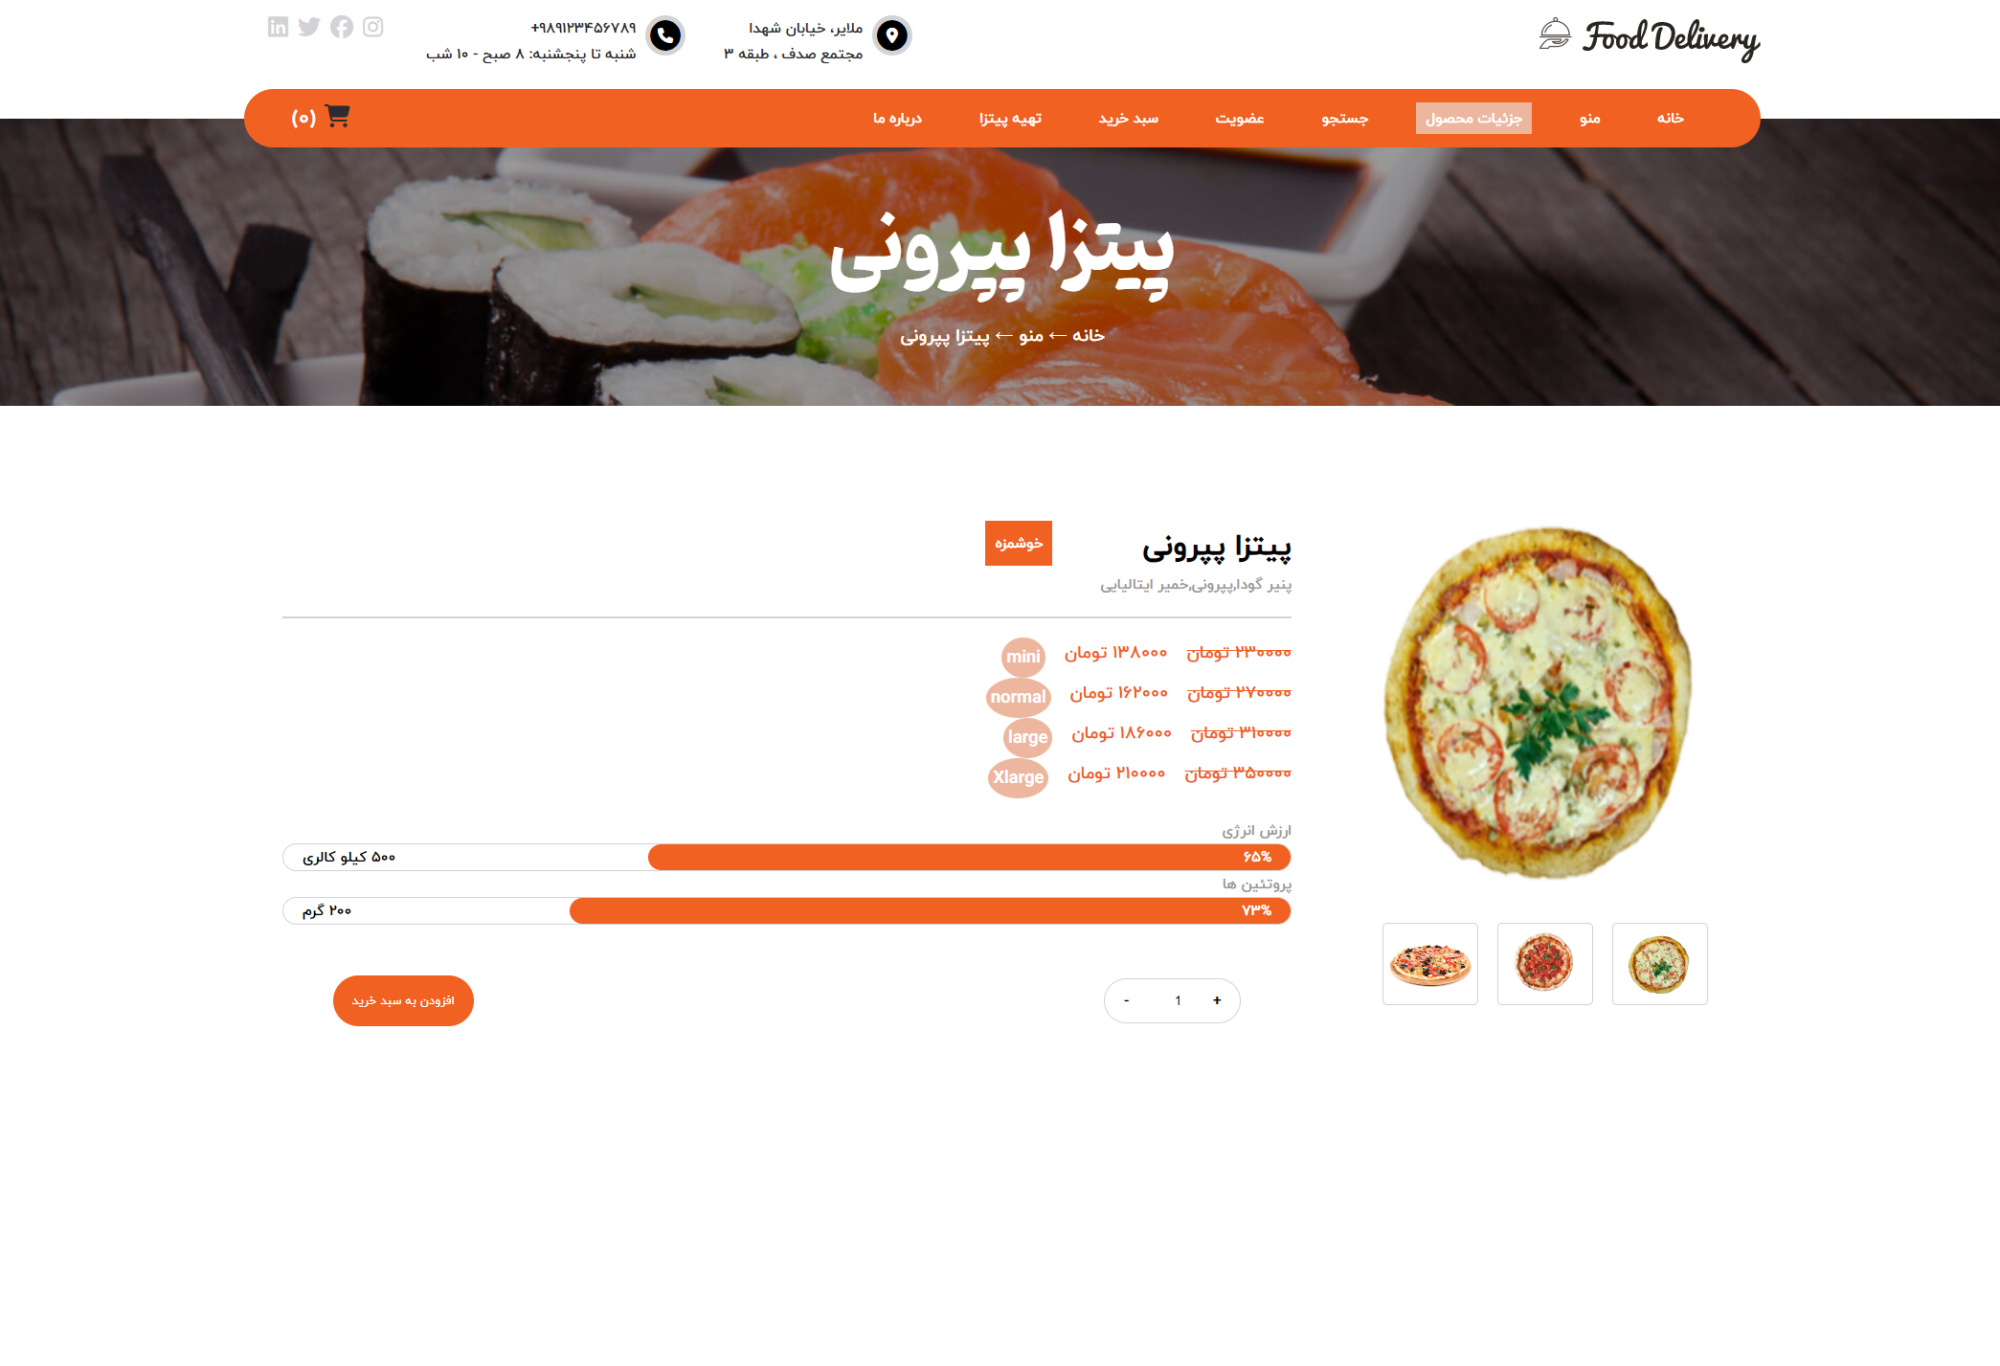 Food Delivery
ملایر، خیابان شهدا
مجتمع صدف ، طبقه ۳
+۹۸۹۱۲۳۴۵۶۷۸۹
شنبه تا پنجشنبه: ۸ صبح - ۱۰ شب
خانه
منو
جزئیات محصول
جستجو
عضویت
سبد خرید
تهیه پیتزا
درباره ما
(۰)
پیتزا پپرونی
خانه ← منو ← پیتزا پپرونی
پیتزا پپرونی
خوشمزه
پنیر گودا,پپرونی,خمیر ایتالیایی
۲۳۰۰۰۰ تومان ۱۳۸۰۰۰ تومان mini
۲۷۰۰۰۰ تومان ۱۶۲۰۰۰ تومان normal
۳۱۰۰۰۰ تومان ۱۸۶۰۰۰ تومان large
۳۵۰۰۰۰ تومان ۲۱۰۰۰۰ تومان Xlarge
ارزش انرژی
۶۵%
۵۰۰ کیلو کالری
پروتئین ها
۷۳%
۲۰۰ گرم
+ ۱ -
افزودن به سبد خرید